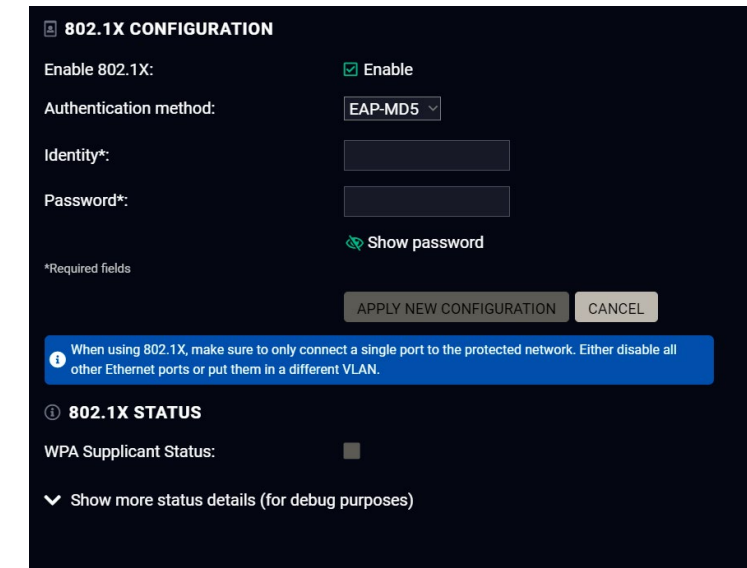 802.1X CONFIGURATION
Enable 802.1X:
Enable
Authentication method:
EAP-MD5
Identity*:
Password*:
Show password
*Required fields
APPLY NEW CONFIGURATION
CANCEL
When using 802.1X, make sure to only connect a single port to the protected network. Either disable all
other Ethernet ports or put them in a different VLAN.
802.1X STATUS
WPA Supplicant Status:
Show more status details (for debug purposes)